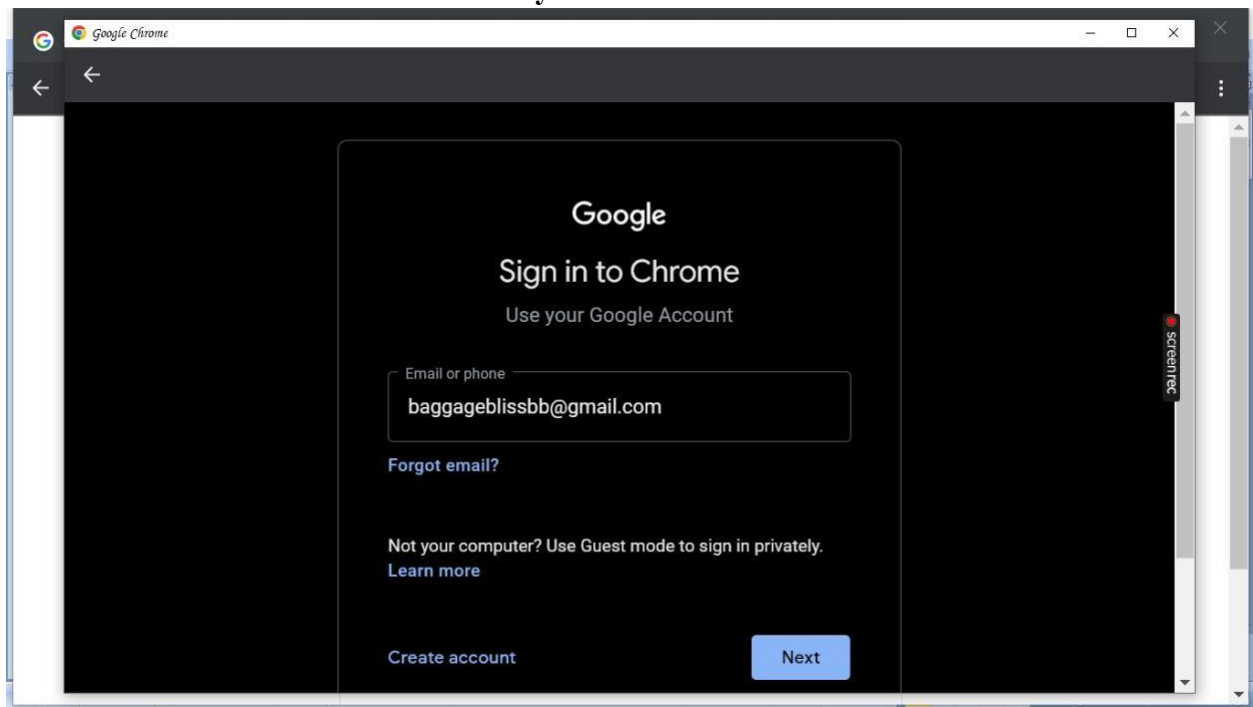 Google Chrome
Google
Sign in to Chrome
Use your Google Account
Email or phone
baggageblissbb@gmail.com
Forgot email?
Not your computer? Use Guest mode to sign in privately.
Learn more
Create account
Next
screenrec